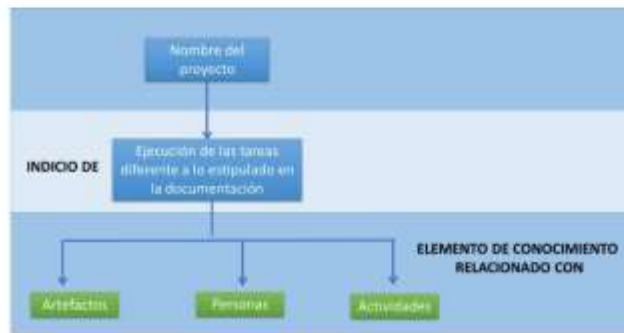 Nombre del
proyecto
INDICIO DE
Ejecución de las tareas
diferente a lo estipulado en
la documentación
ELEMENTO DE CONOCIMIENTO
RELACIONADO CON
Artefactos
Personas
Actividades